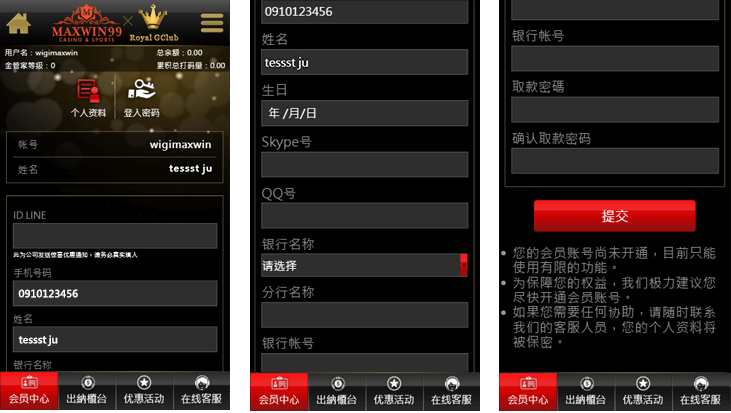 MAXWIN99
CASINO & SPORTS
Royal GClub
用户名：wigimaxwin
总余额：0.00
金管家等级：0
累积总打码量：0.00
个人资料
登入密码
帐号
wigimaxwin
姓名
tessst ju
ID LINE
此为公司发送惊喜优惠通知，请务必真实填入
手机号码
0910123456
姓名
tessst ju
银行名称
会员中心
出纳櫃台
优惠活动
在线客服
0910123456
姓名
tessst ju
生日
年 /月/日
Skype号
QQ号
银行名称
请选择
分行名称
银行帐号
会员中心
出纳櫃台
优惠活动
在线客服
银行帐号
取款密碼
确认取款密码
提交
您的会员账号尚未开通，目前只能
使用有限的功能。
为保障您的权益，我们极力建议您
尽快开通会员账号。
如果您需要任何协助，请随时联系
我们的客服人员，您的个人资料将
被保密。
会员中心
出纳櫃台
优惠活动
在线客服